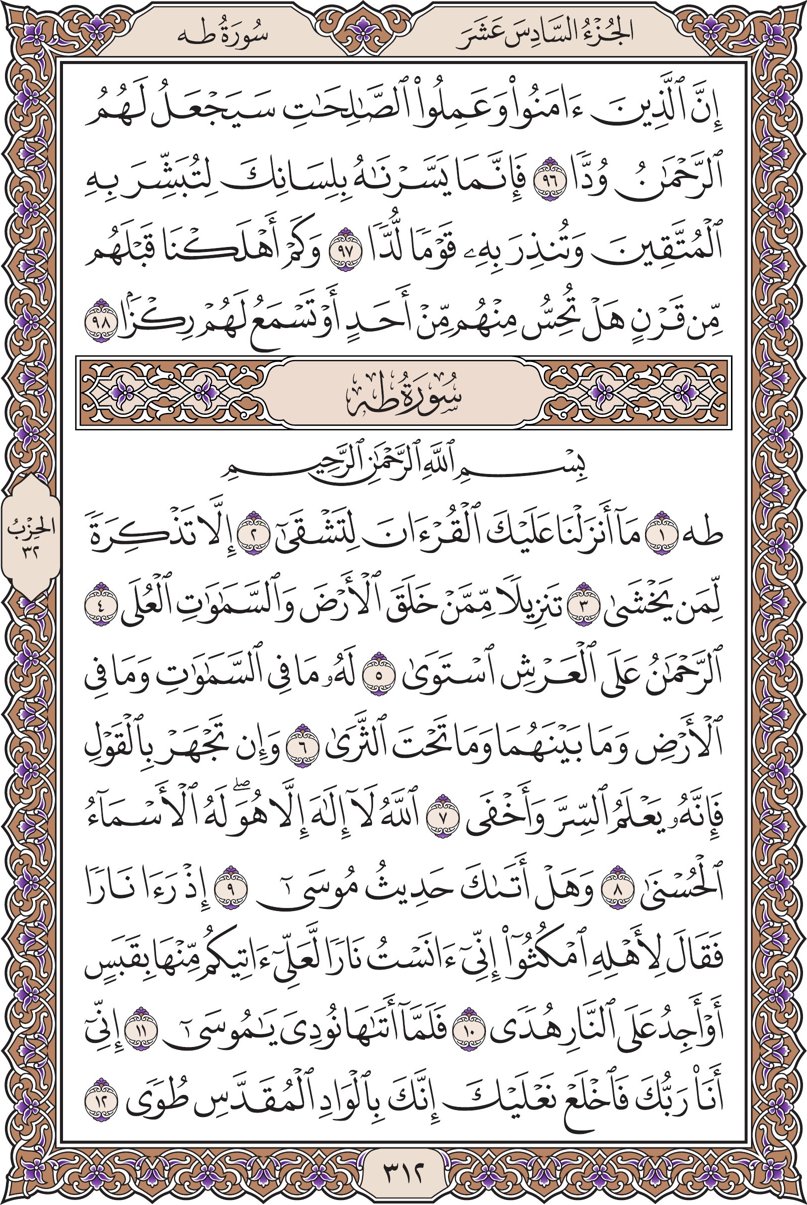 الجُزْءُ السَّادِسَ عَشَرَ
سُورَةُ طه
إِنَّ ٱلَّذِينَ ءَامَنُواْ وَعَمِلُواْ ٱلصَّٰلِحَٰتِ سَيَجْعَلُ لَهُمُ
ٱلرَّحْمَٰنُ وُدًّا ٩٦ فَإِنَّمَا يَسَّرْنَٰهُ بِلِسَانِكَ لِتُبَشِّرَ بِهِ
ٱلْمُتَّقِينَ وَتُنذِرَ بِهِۦ قَوْمًا لُّدًّا ٩٧ وَكَمْ أَهْلَكْنَا قَبْلَهُم
مِّن قَرْنٍ هَلْ تُحِسُّ مِنْهُم مِّنْ أَحَدٍ أَوْ تَسْمَعُ لَهُمْ رِكْزًۢا ٩٨
سُورَةُ طه
بِسْمِ ٱللَّهِ ٱلرَّحْمَٰنِ ٱلرَّحِيمِ
طه ١ مَآ أَنزَلْنَا عَلَيْكَ ٱلْقُرْءَانَ لِتَشْقَىٰٓ ٢ إِلَّا تَذْكِرَةً
لِّمَن يَخْشَىٰ ٣ تَنزِيلًا مِّمَّنْ خَلَقَ ٱلْأَرْضَ وَٱلسَّمَٰوَٰتِ ٱلْعُلَى ٤
ٱلرَّحْمَٰنُ عَلَى ٱلْعَرْشِ ٱسْتَوَىٰ ٥ لَهُۥ مَا فِي ٱلسَّمَٰوَٰتِ وَمَا فِي
ٱلْأَرْضِ وَمَا بَيْنَهُمَا وَمَا تَحْتَ ٱلثَّرَىٰ ٦ وَإِن تَجْهَرْ بِٱلْقَوْلِ
فَإِنَّهُۥ يَعْلَمُ ٱلسِّرَّ وَأَخْفَى ٧ ٱللَّهُ لَآ إِلَٰهَ إِلَّا هُوَۖ لَهُ ٱلْأَسْمَآءُ
ٱلْحُسْنَىٰ ٨ وَهَلْ أَتَىٰكَ حَدِيثُ مُوسَىٰٓ ٩ إِذْ رَءَا نَارًا
فَقَالَ لِأَهْلِهِ ٱمْكُثُوٓاْ إِنِّيٓ ءَانَسْتُ نَارًا لَّعَلِّيٓ ءَاتِيكُم مِّنْهَا بِقَبَسٍ
أَوْ أَجِدُ عَلَى ٱلنَّارِ هُدًى ١٠ فَلَمَّآ أَتَىٰهَا نُودِيَ يَٰمُوسَىٰٓ ١١ إِنِّيٓ
أَنَا۠ رَبُّكَ فَٱخْلَعْ نَعْلَيْكَ إِنَّكَ بِٱلْوَادِ ٱلْمُقَدَّسِ طُوًى ١٢
الحِزْبُ
٣٢
٣١٢